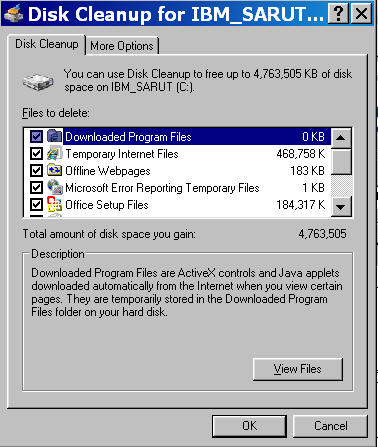 Disk Cleanup for IBM_SARUT...
Disk Cleanup
More Options
You can use Disk Cleanup to free up to 4,763,505 KB of disk
space on IBM_SARUT (C:).
Files to delete:
Downloaded Program Files 0 KB
Temporary Internet Files 468,758 K
Offline Webpages 183 KB
Microsoft Error Reporting Temporary Files 1 KB
Office Setup Files 184,317 K
Total amount of disk space you gain: 4,763,505
Description
Downloaded Program Files are ActiveX controls and Java applets
downloaded automatically from the Internet when you view certain
pages. They are temporarily stored in the Downloaded Program
Files folder on your hard disk.
View Files
OK
Cancel